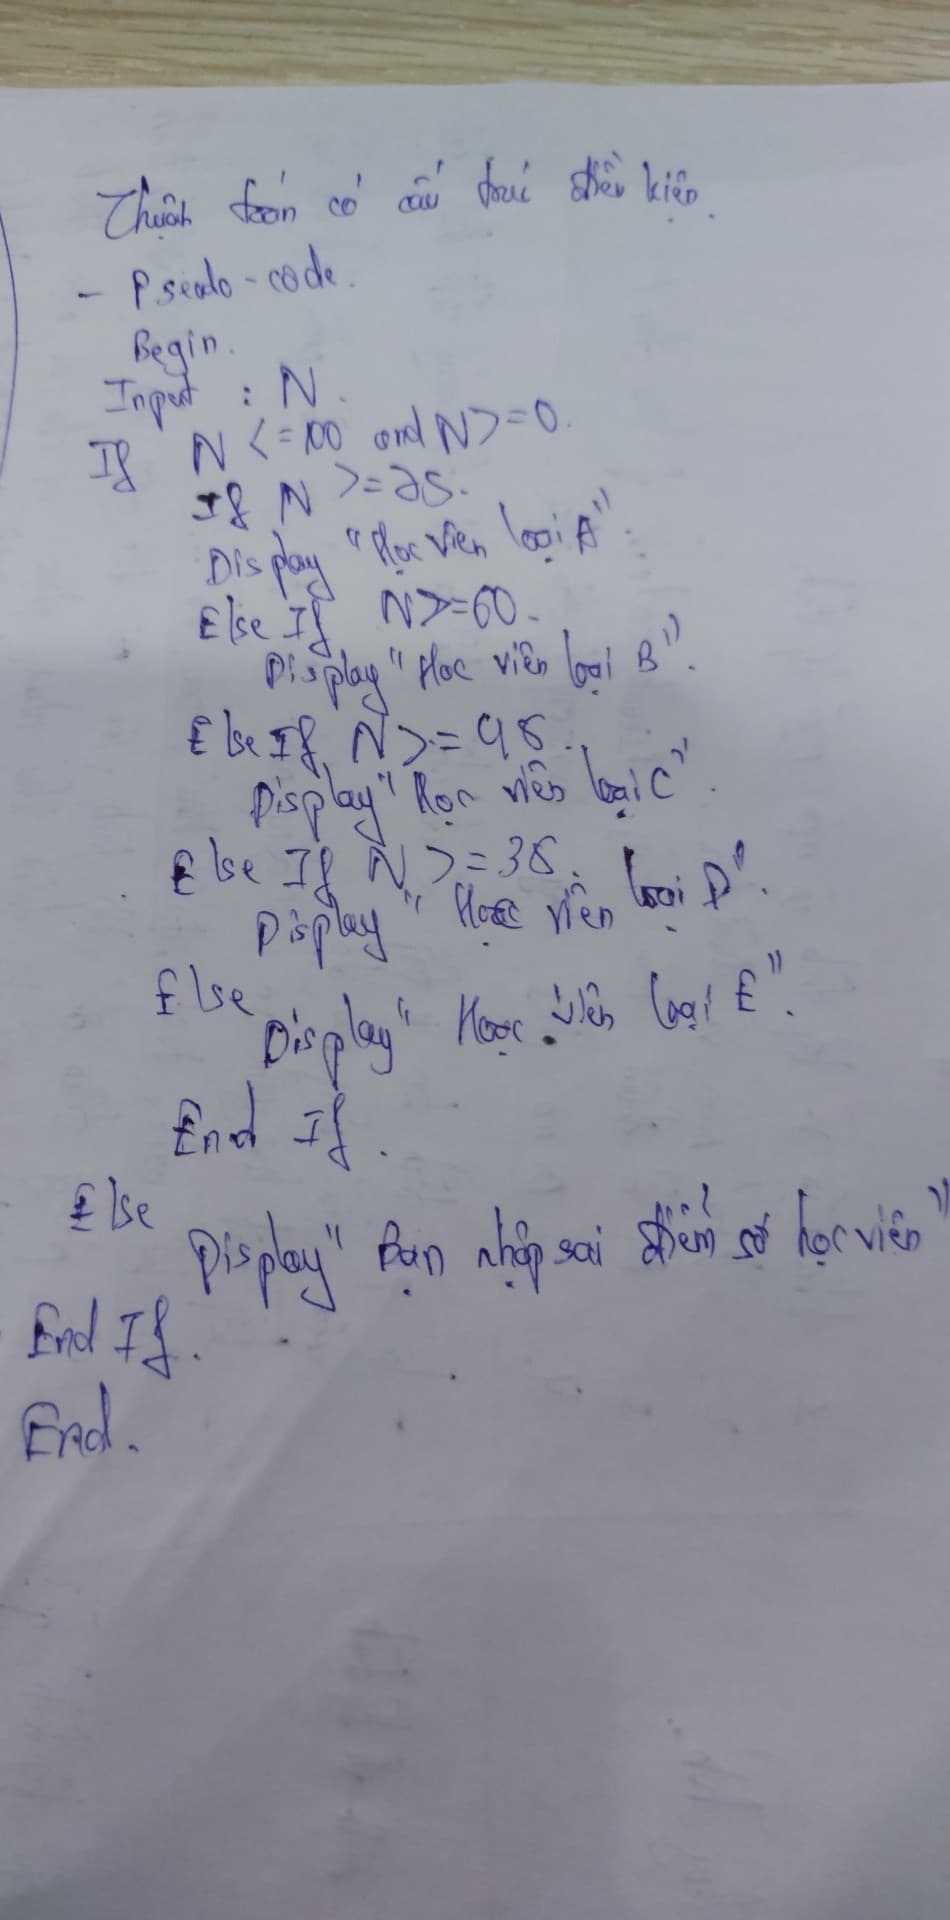 Thuật toán có cấu trúc điều kiện.
- Pseudo-code.
Begin.
Input : N.
If N <= 100 and N >= 0.
If N >= 75.
Display "Học viên loại A".
Else If N >= 60.
Display "Học viên loại B".
Else If N >= 45.
Display "Học viên loại C".
Else If N >= 35.
Display "Học viên loại D".
Else
Display "Học viên loại E".
End If.
Else
Display "Bạn nhập sai điểm số học viên"
End If.
End.